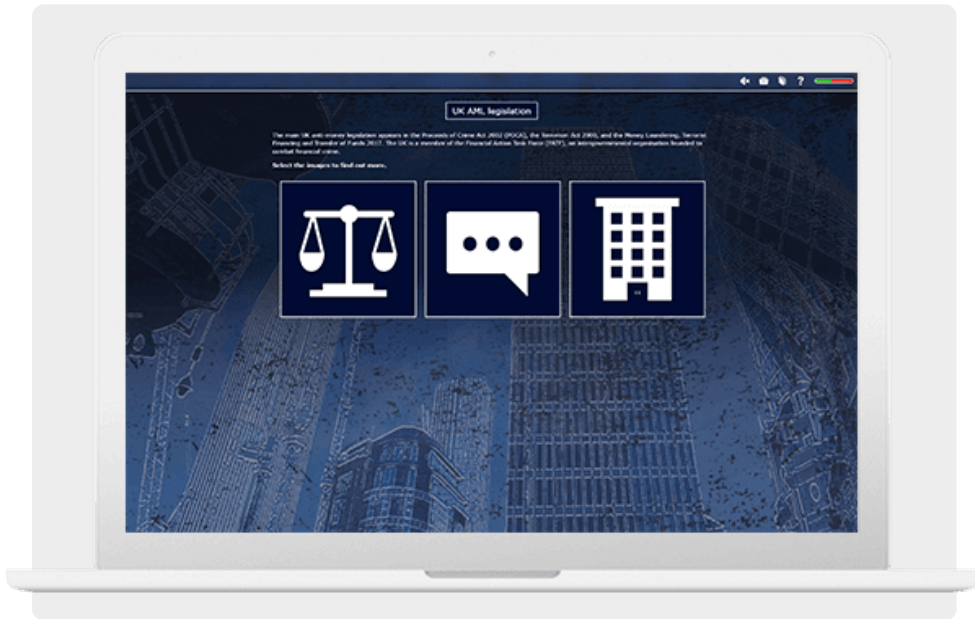 ?
UK AML legislation
The main UK anti-money legislation appears in the Proceeds of Crime Act 2002 (POCA), the Terrorism Act 2000, and the Money Laundering, Terrorist
Financing and Transfer of Funds 2017. The UK is a member of the Financial Action Task Force (FATF), an intergovernmental organisation founded to
combat financial crime.
Select the images to find out more.